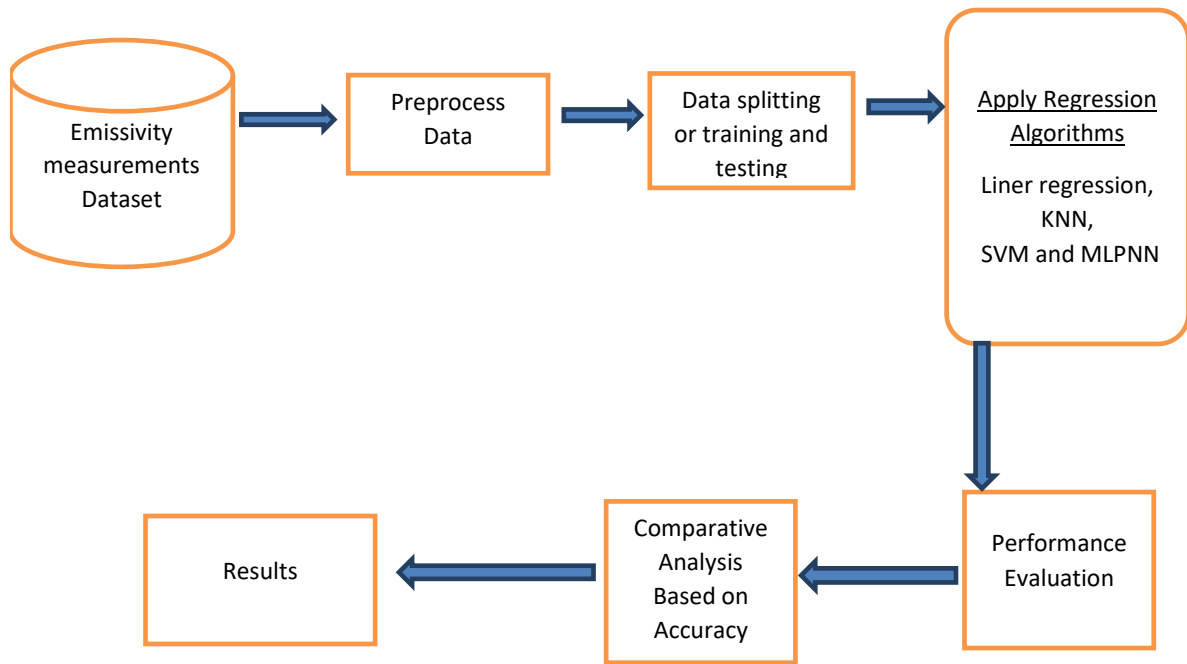 Emissivity
measurements
Dataset
Preprocess
Data
Data splitting
or training and
testing
Apply Regression
Algorithms
Liner regression,
KNN,
SVM and MLPNN
Performance
Evaluation
Comparative
Analysis
Based on
Accuracy
Results